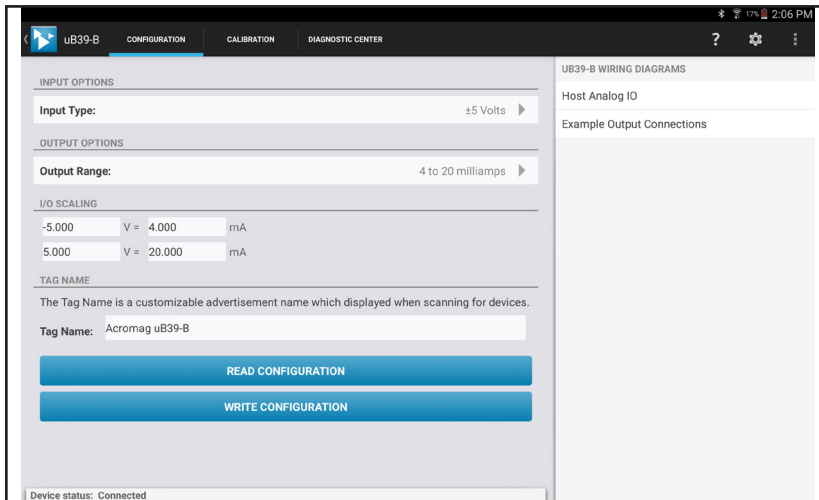 17% 2:06 PM
uB39-B CONFIGURATION CALIBRATION DIAGNOSTIC CENTER ?
INPUT OPTIONS
Input Type: ±5 Volts
OUTPUT OPTIONS
Output Range: 4 to 20 milliamps
I/O SCALING
-5.000 V = 4.000 mA
5.000 V = 20.000 mA
TAG NAME
The Tag Name is a customizable advertisement name which displayed when scanning for devices.
Tag Name: Acromag uB39-B
READ CONFIGURATION
WRITE CONFIGURATION
Device status: Connected
UB39-B WIRING DIAGRAMS
Host Analog IO
Example Output Connections